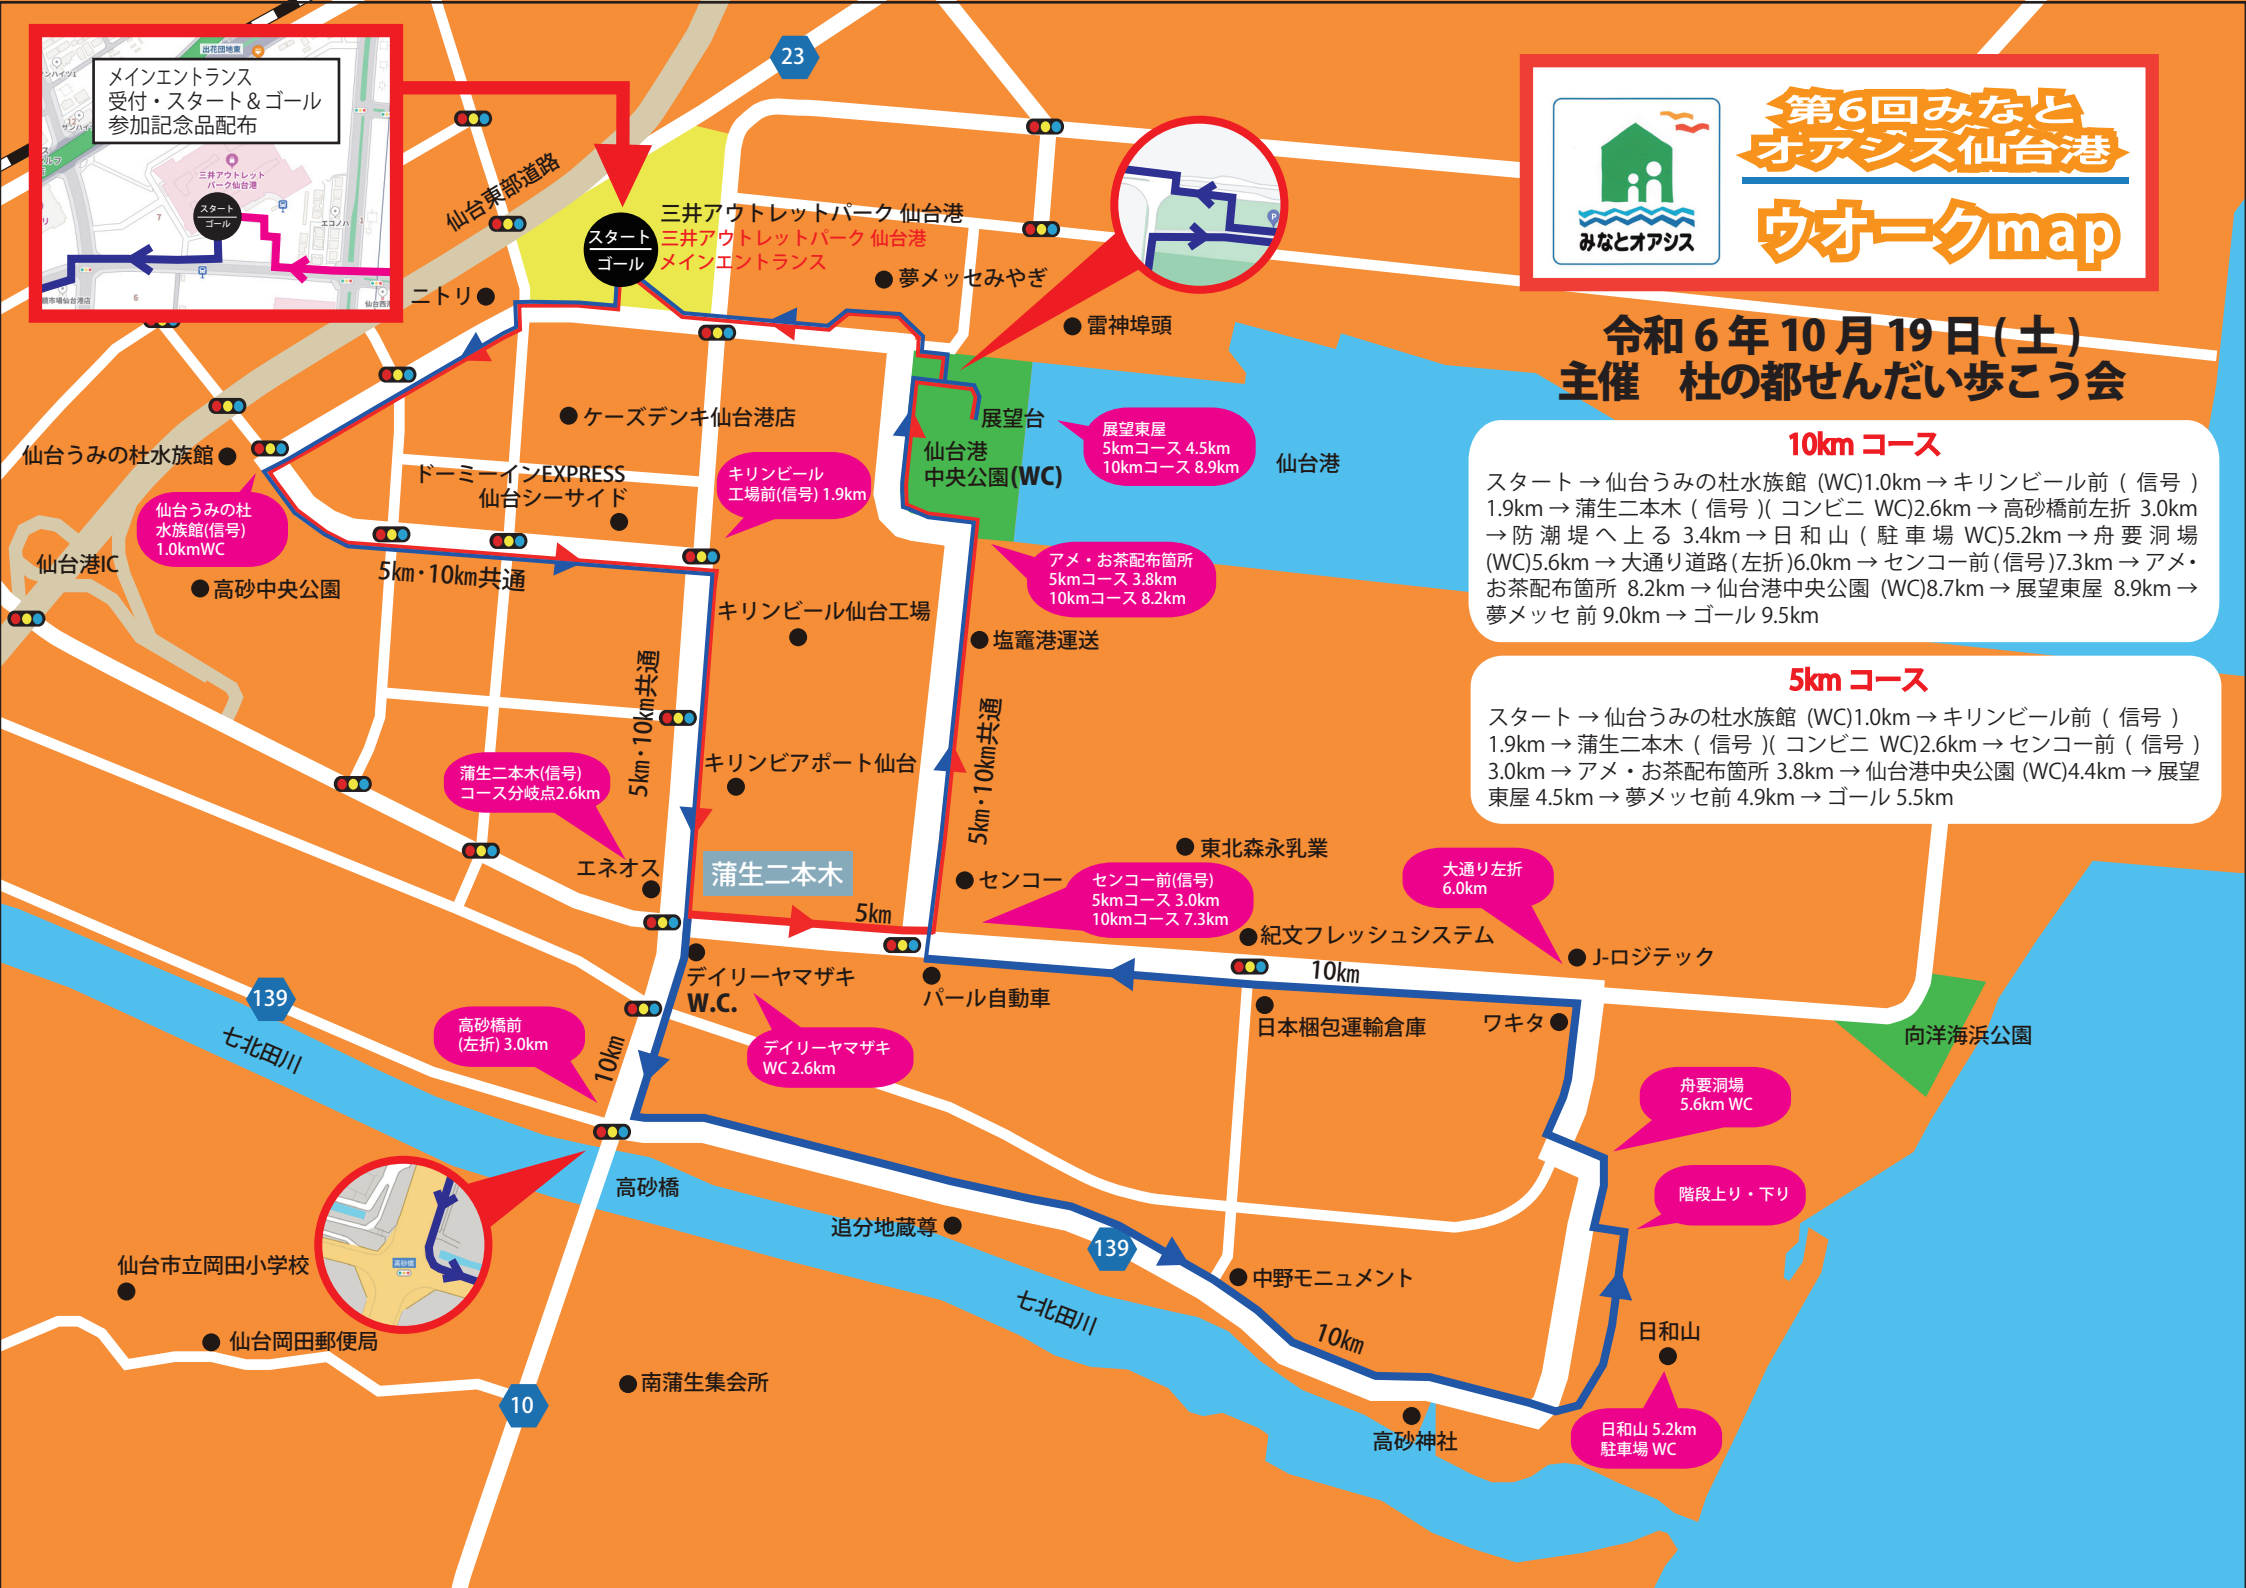 メインエントランス
受付・スタート＆ゴール
参加記念品配布
出花団地東
三井アウトレット
パーク仙台港
スタート
ゴール
エコノハ
7
6
1
23
第6回みなと
オアシス仙台港
ウオークmap
みなとオアシス
令和６年 10 月 19 日 ( 土 )
主催　杜の都せんだい歩こう会
10km コース
スタート → 仙台うみの杜水族館 (WC)1.0km → キリンビール前 ( 信号 )
1.9km → 蒲生二本木 ( 信号 )( コンビニ WC)2.6km → 高砂橋前左折 3.0km
→ 防潮堤へ上る 3.4km → 日和山 ( 駐車場 WC)5.2km → 舟要洞場
(WC)5.6km → 大通り道路 ( 左折 )6.0km → センコー前 ( 信号 )7.3km → アメ・
お茶配布箇所 8.2km → 仙台港中央公園 (WC)8.7km → 展望東屋 8.9km →
夢メッセ 前 9.0km → ゴール 9.5km
5km コース
スタート → 仙台うみの杜水族館 (WC)1.0km → キリンビール前 ( 信号 )
1.9km → 蒲生二本木 ( 信号 )( コンビニ WC)2.6km → センコー前 ( 信号 )
3.0km → アメ・お茶配布箇所 3.8km → 仙台港中央公園 (WC)4.4km → 展望
東屋 4.5km → 夢メッセ前 4.9km → ゴール 5.5km
仙台東部道路
スタート
ゴール
三井アウトレットパーク 仙台港
三井アウトレットパーク 仙台港
メインエントランス
ニトリ
夢メッセみやぎ
雷神埠頭
ケーズデンキ仙台港店
展望台
仙台港
中央公園(WC)
展望東屋
5kmコース 4.5km
10kmコース 8.9km
仙台港
仙台うみの杜水族館
ドーミーインEXPRESS
仙台シーサイド
キリンビール
工場前(信号) 1.9km
仙台うみの杜
水族館(信号)
1.0kmWC
仙台港IC
高砂中央公園
5km・10km共通
アメ・お茶配布箇所
5kmコース 3.8km
10kmコース 8.2km
キリンビール仙台工場
塩竈港運送
5km・10km共通
5km・10km共通
キリンビアポート仙台
蒲生二本木(信号)
コース分岐点2.6km
エネオス
蒲生二本木
5km
センコー
東北森永乳業
センコー前(信号)
5kmコース 3.0km
10kmコース 7.3km
大通り左折
6.0km
紀文フレッシュシステム
J-ロジテック
10km
デイリーヤマザキ
W.C.
パール自動車
日本梱包運輸倉庫
ワキタ
向洋海浜公園
139
七北田川
高砂橋前
(左折) 3.0km
10km
デイリーヤマザキ
WC 2.6km
舟要洞場
5.6km WC
高砂橋
階段上り・下り
追分地蔵尊
139
高砂橋
仙台市立岡田小学校
中野モニュメント
七北田川
10km
日和山
仙台岡田郵便局
南蒲生集会所
10
高砂神社
日和山 5.2km
駐車場 WC